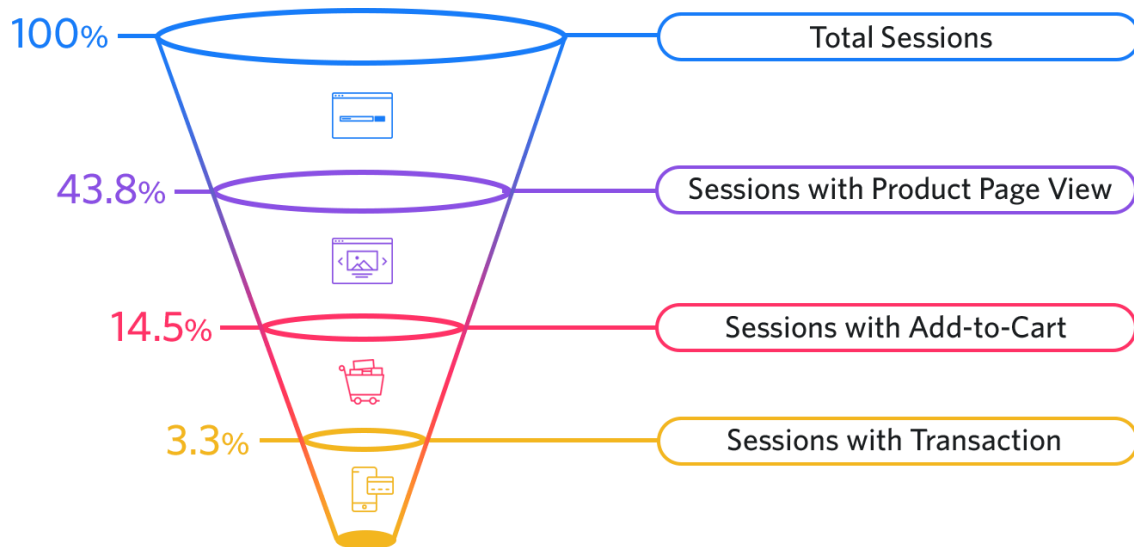 100% Total Sessions
43.8% Sessions with Product Page View
14.5% Sessions with Add-to-Cart
3.3% Sessions with Transaction